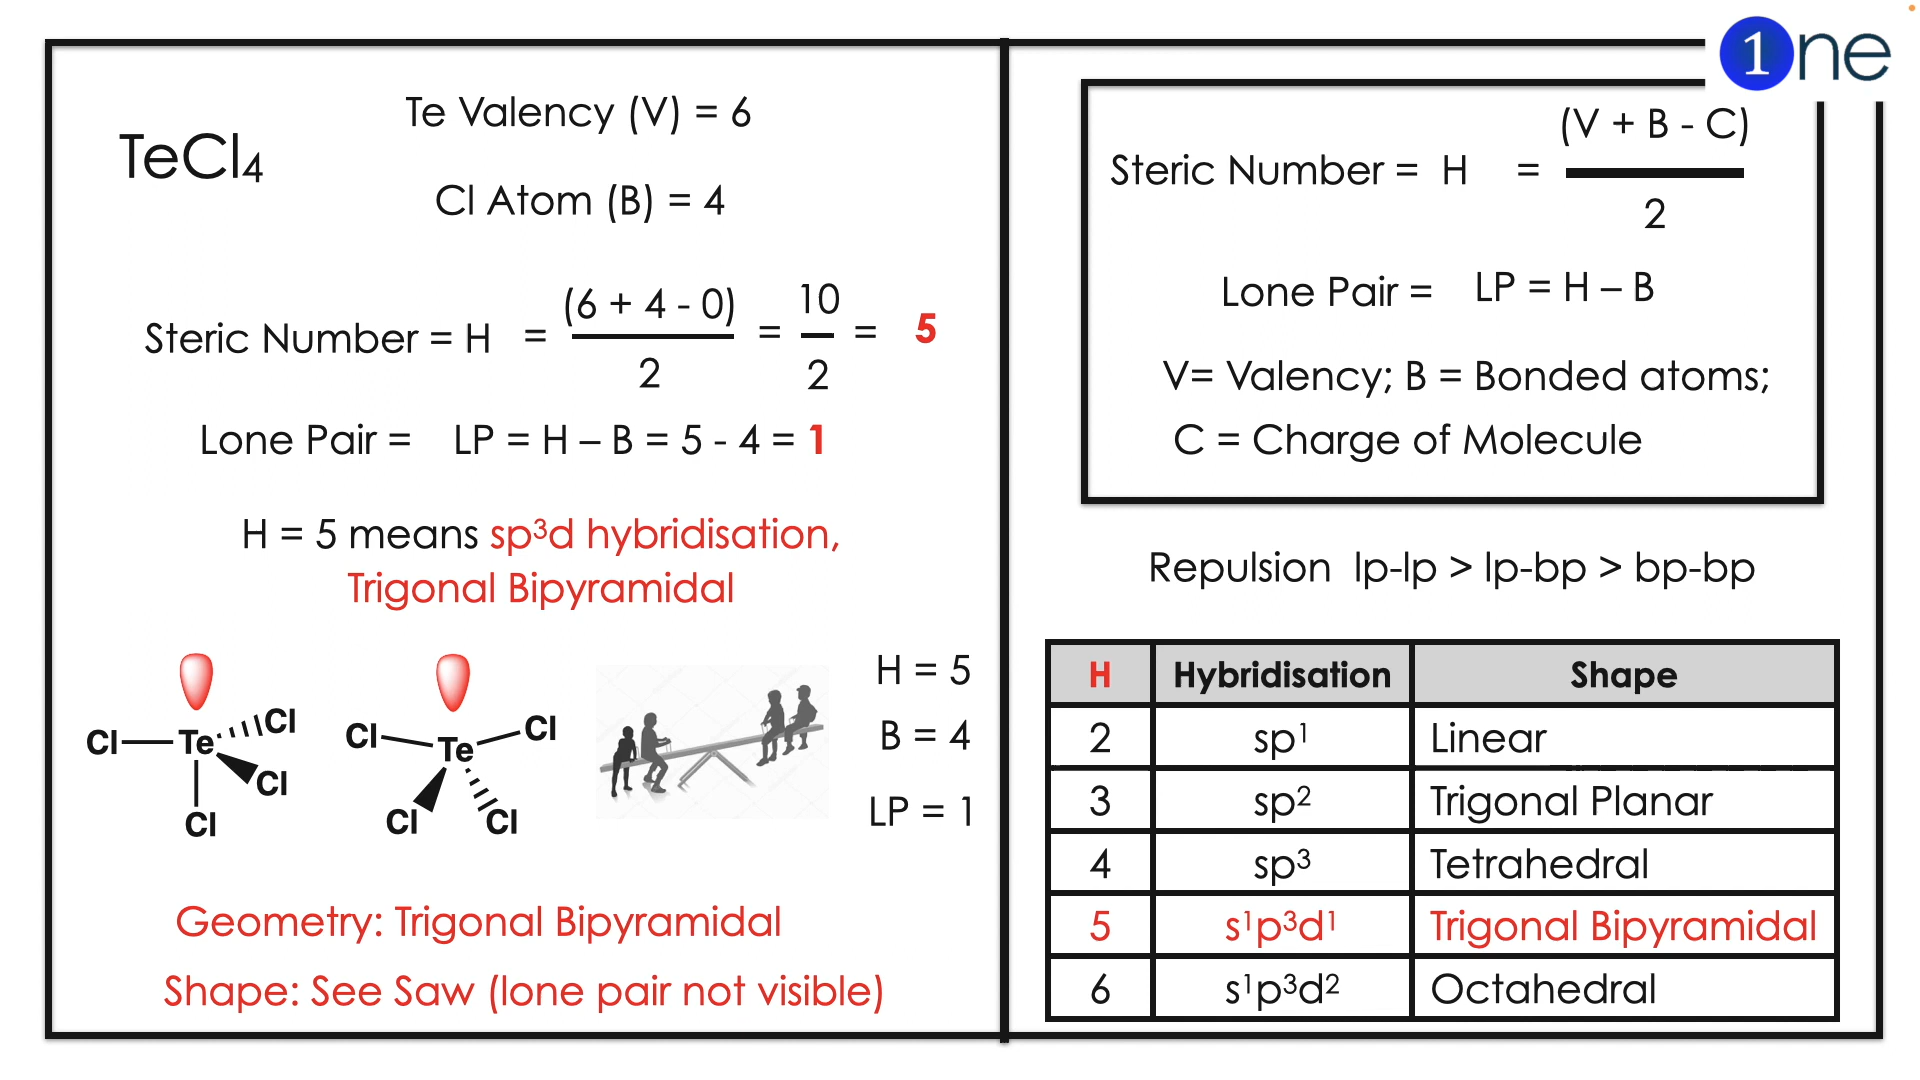 1ne
TeCl₄
Te Valency (V) = 6
Cl Atom (B) = 4
Steric Number = H = (6 + 4 - 0) / 2 = 10 / 2 = 5
Lone Pair = LP = H – B = 5 - 4 = 1
H = 5 means sp³d hybridisation,
Trigonal Bipyramidal
Cl Te Cl Cl Cl
Cl Te Cl Cl Cl
H = 5
B = 4
LP = 1
Geometry: Trigonal Bipyramidal
Shape: See Saw (lone pair not visible)
Steric Number = H = (V + B - C) / 2
Lone Pair = LP = H – B
V= Valency; B = Bonded atoms;
C = Charge of Molecule
Repulsion lp-lp > lp-bp > bp-bp
H Hybridisation Shape
2 sp¹ Linear
3 sp² Trigonal Planar
4 sp³ Tetrahedral
5 s¹p³d¹ Trigonal Bipyramidal
6 s¹p³d² Octahedral